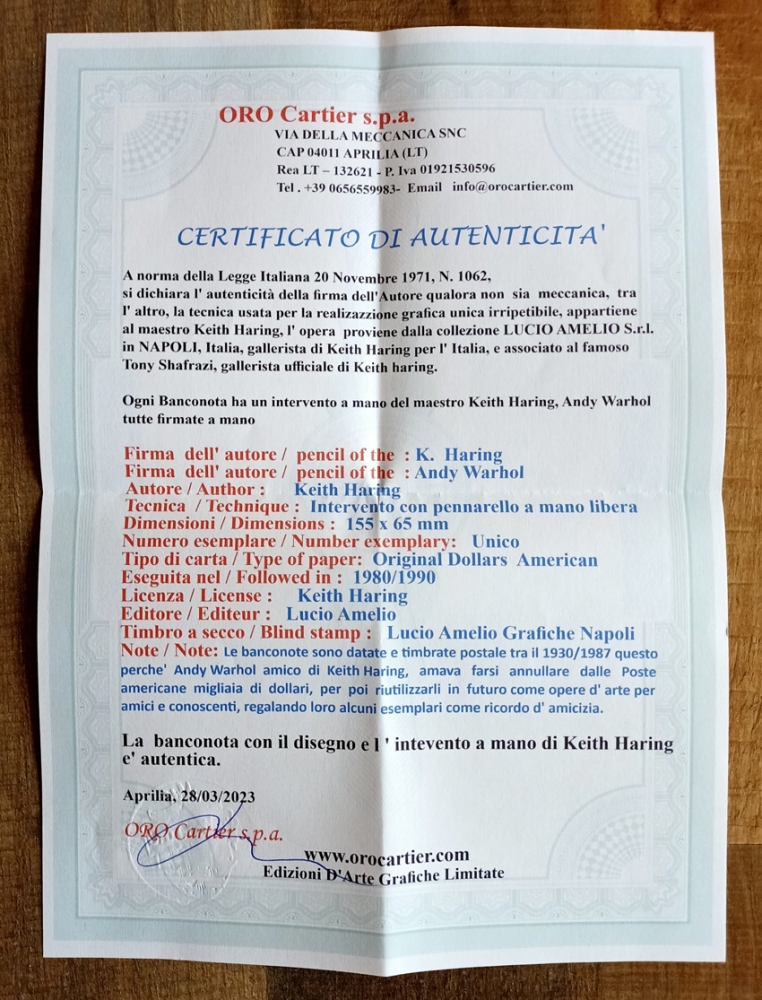 ORO Cartier s.p.a.
VIA DELLA MECCANICA SNC
CAP 04011 APRILIA (LT)
Rea LT – 132621 - P. Iva 01921530596
Tel . +39 0656559983- Email info@orocartier.com
CERTIFICATO DI AUTENTICITA'
A norma della Legge Italiana 20 Novembre 1971, N. 1062,
si dichiara l' autenticità della firma dell'Autore qualora non sia meccanica, tra
l' altro, la tecnica usata per la realizazzione grafica unica irripetibile, appartiene
al maestro Keith Haring, l' opera proviene dalla collezione LUCIO AMELIO S.r.l.
in NAPOLI, Italia, gallerista di Keith Haring per l' Italia, e associato al famoso
Tony Shafrazi, gallerista ufficiale di Keith haring.
Ogni Banconota ha un intervento a mano del maestro Keith Haring, Andy Warhol
tutte firmate a mano
Firma dell' autore / pencil of the : K. Haring
Firma dell' autore / pencil of the : Andy Warhol
Autore / Author : Keith Haring
Tecnica / Technique : Intervento con pennarello a mano libera
Dimensioni / Dimensions : 155 x 65 mm
Numero esemplare / Number exemplary: Unico
Tipo di carta / Type of paper: Original Dollars American
Eseguita nel / Followed in : 1980/1990
Licenza / License : Keith Haring
Editore / Editeur : Lucio Amelio
Timbro a secco / Blind stamp : Lucio Amelio Grafiche Napoli
Note / Note: Le banconote sono datate e timbrate postale tra il 1930/1987 questo
perche' Andy Warhol amico di Keith Haring, amava farsi annullare dalle Poste
americane migliaia di dollari, per poi riutilizzarli in futuro come opere d' arte per
amici e conoscenti, regalando loro alcuni esemplari come ricordo d' amicizia.
La banconota con il disegno e l ' intevento a mano di Keith Haring
e' autentica.
Aprilia, 28/03/2023
ORO Cartier s.p.a.
www.orocartier.com
Edizioni D'Arte Grafiche Limitate